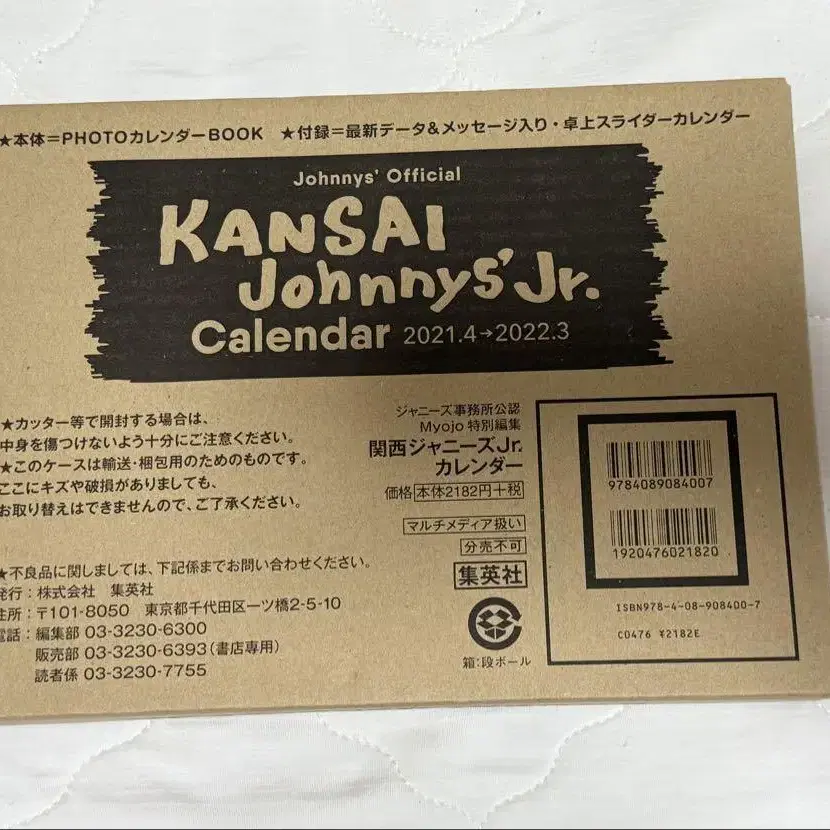 ★本体=PHOTOカレンダーBOOK ★付録=最新データ&メッセージ入り・卓上スライダーカレンダー
Johnnys' Official
KANSAI
Johnnys' Jr.
Calendar 2021.4→2022.3
★カッター等で開封する場合は、
中身を傷つけないよう十分にご注意ください。
★このケースは輸送・梱包用のためのものです。
ここにキズや破損がありましても、
お取り替えはできませんので、ご了承ください。
★不良品に関しましては、下記係までお問い合わせください。
発行:株式会社 集英社
住所:〒101-8050 東京都千代田区一ツ橋2-5-10
電話:編集部 03-3230-6300
販売部 03-3230-6393(書店専用)
読者係 03-3230-7755
ジャニーズ事務所公認
Myojo 特別編集
関西ジャニーズJr.
カレンダー
価格 本体2182円+税
マルチメディア扱い
分売不可
集英社
箱:段ボール
9784089084007
1920476021820
ISBN978-4-08-908400-7
C0476 ¥2182E